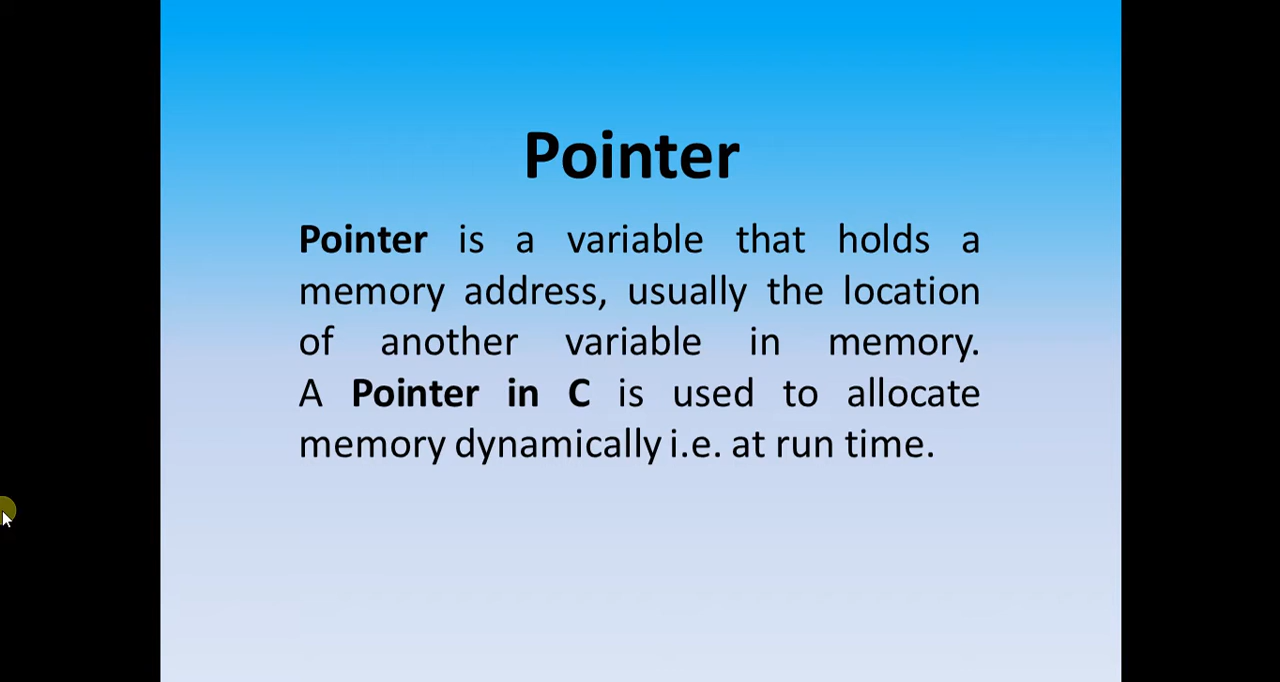 Pointer
Pointer is a variable that holds a
memory address, usually the location
of another variable in memory.
A Pointer in C is used to allocate
memory dynamically i.e. at run time.